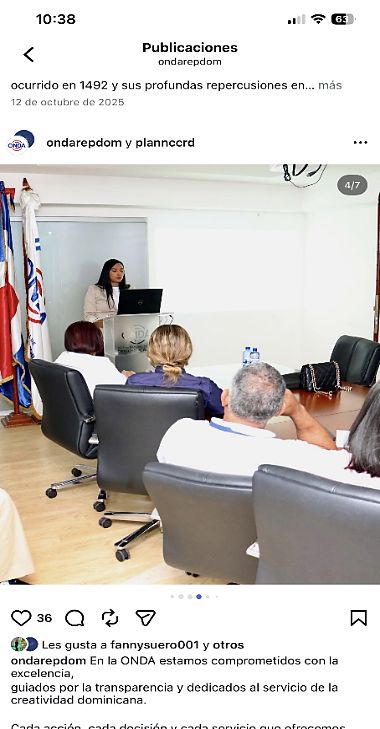 10:38
63
Publicaciones
ondarepdom
ocurrido en 1492 y sus profundas repercusiones en... más
12 de octubre de 2025
ONDA
ondarepdom y plannccrd
4/7
36
Les gusta a fannysuero001 y otros
ondarepdom En la ONDA estamos comprometidos con la
excelencia,
guiados por la transparencia y dedicados al servicio de la
creatividad dominicana.
Cada acción, cada decisión y cada servicio que ofrecemos